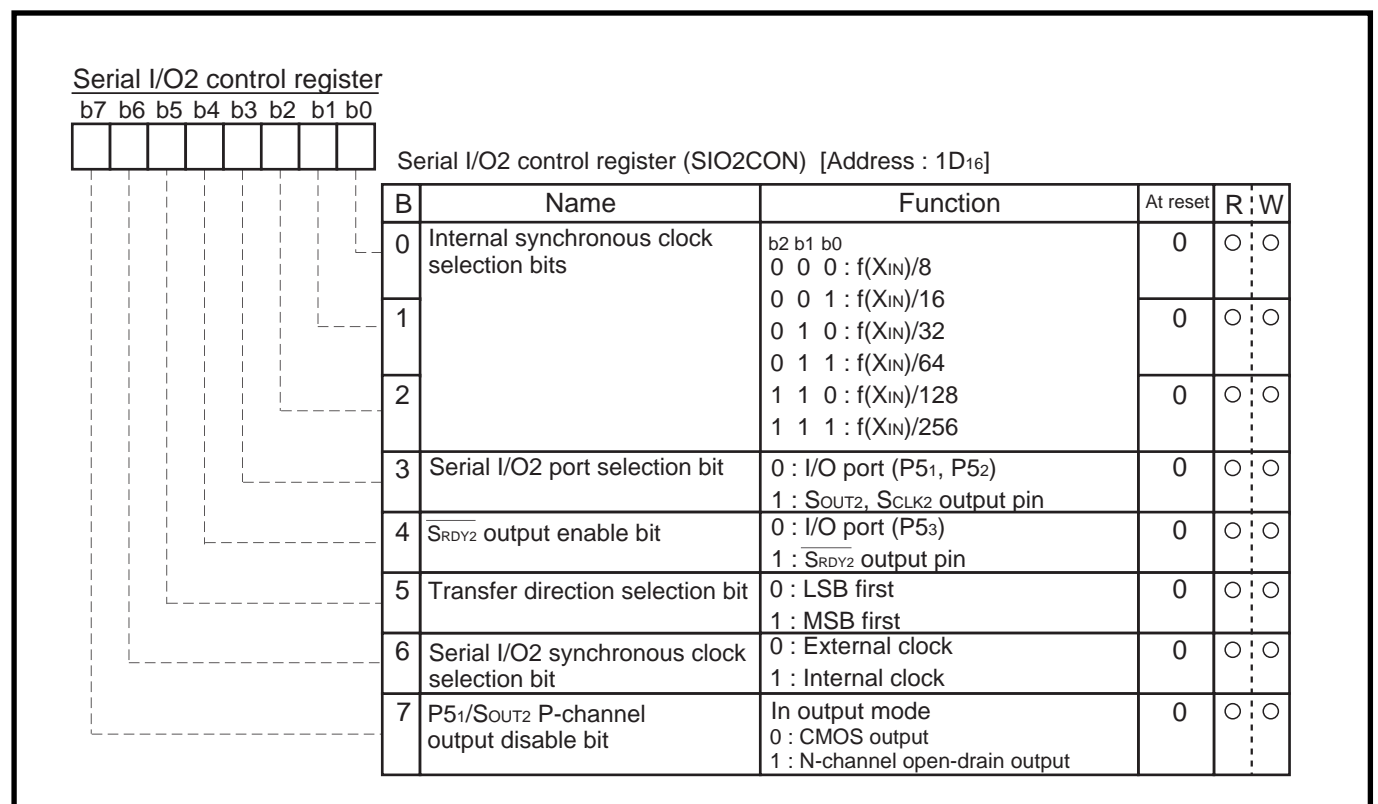 Serial I/O2 control register
b7 b6 b5 b4 b3 b2 b1 b0
Serial I/O2 control register (SIO2CON) [Address : 1D16]
B Name Function At reset R W
0 Internal synchronous clock selection bits
b2 b1 b0
0 0 0 : f(XIN)/8
0 0 1 : f(XIN)/16
0 1 0 : f(XIN)/32
0 1 1 : f(XIN)/64
1 1 0 : f(XIN)/128
1 1 1 : f(XIN)/256
0 ○ ○
1 0 ○ ○
2 0 ○ ○
3 Serial I/O2 port selection bit 0 : I/O port (P51, P52)
1 : SOUT2, SCLK2 output pin
0 ○ ○
4 SRDY2 output enable bit 0 : I/O port (P53)
1 : SRDY2 output pin
0 ○ ○
5 Transfer direction selection bit 0 : LSB first
1 : MSB first
0 ○ ○
6 Serial I/O2 synchronous clock
selection bit
0 : External clock
1 : Internal clock
0 ○ ○
7 P51/SOUT2 P-channel
output disable bit
In output mode
0 : CMOS output
1 : N-channel open-drain output
0 ○ ○